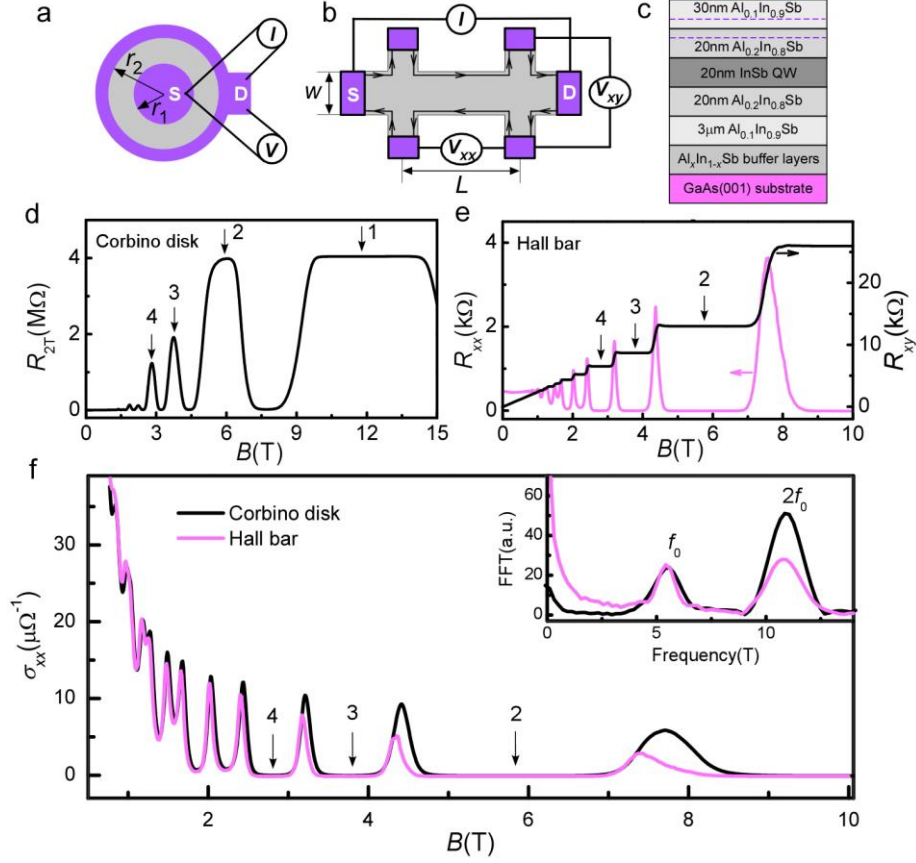 a
r₂
r₁
S
D
I
V
b
I
w
S
D
Vxy
Vxx
L
c
30nm Al₀.₁In₀.₉Sb
20nm Al₀.₂In₀.₈Sb
20nm InSb QW
20nm Al₀.₂In₀.₈Sb
3μm Al₀.₁In₀.₉Sb
AlₓIn₁₋ₓSb buffer layers
GaAs(001) substrate
d
Corbino disk
4
3
2
1
R₂T(MΩ)
4
2
0
0 3 6 9 12 15
B(T)
e
Hall bar
4
3
2
Rxx(kΩ)
4
2
0
Rxy(kΩ)
20
10
0
0 2 4 6 8 10
B(T)
f
Corbino disk
Hall bar
σxx(μΩ⁻¹)
30
20
10
0
4
3
2
2 4 6 8 10
B(T)
FFT(a.u.)
60
40
20
0
f₀
2f₀
0 5 10
Frequency(T)